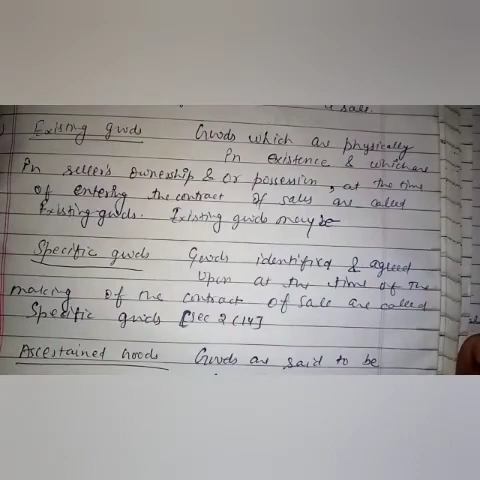 a sale.
Existing goods Goods which are physically
in existence & which are
in seller's ownership & or possession, at the time
of entering the contract of sales are called
Existing goods. Existing goods may be
Specific goods Goods identified & agreed
upon at the time of the
making of the contract of sale are called
Specific goods [Sec 2(14]
Ascertained Goods Goods are said to be